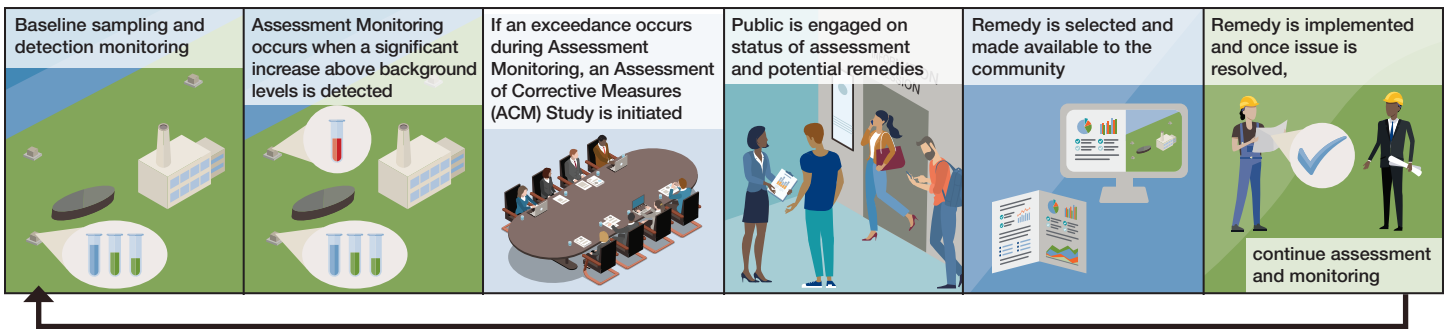 Baseline sampling and
detection monitoring
Assessment Monitoring
occurs when a significant
increase above background
levels is detected
If an exceedance occurs
during Assessment
Monitoring, an Assessment
of Corrective Measures
(ACM) Study is initiated
Public is engaged on
status of assessment
and potential remedies
Remedy is selected and
made available to the
community
Remedy is implemented
and once issue is
resolved,
continue assessment
and monitoring